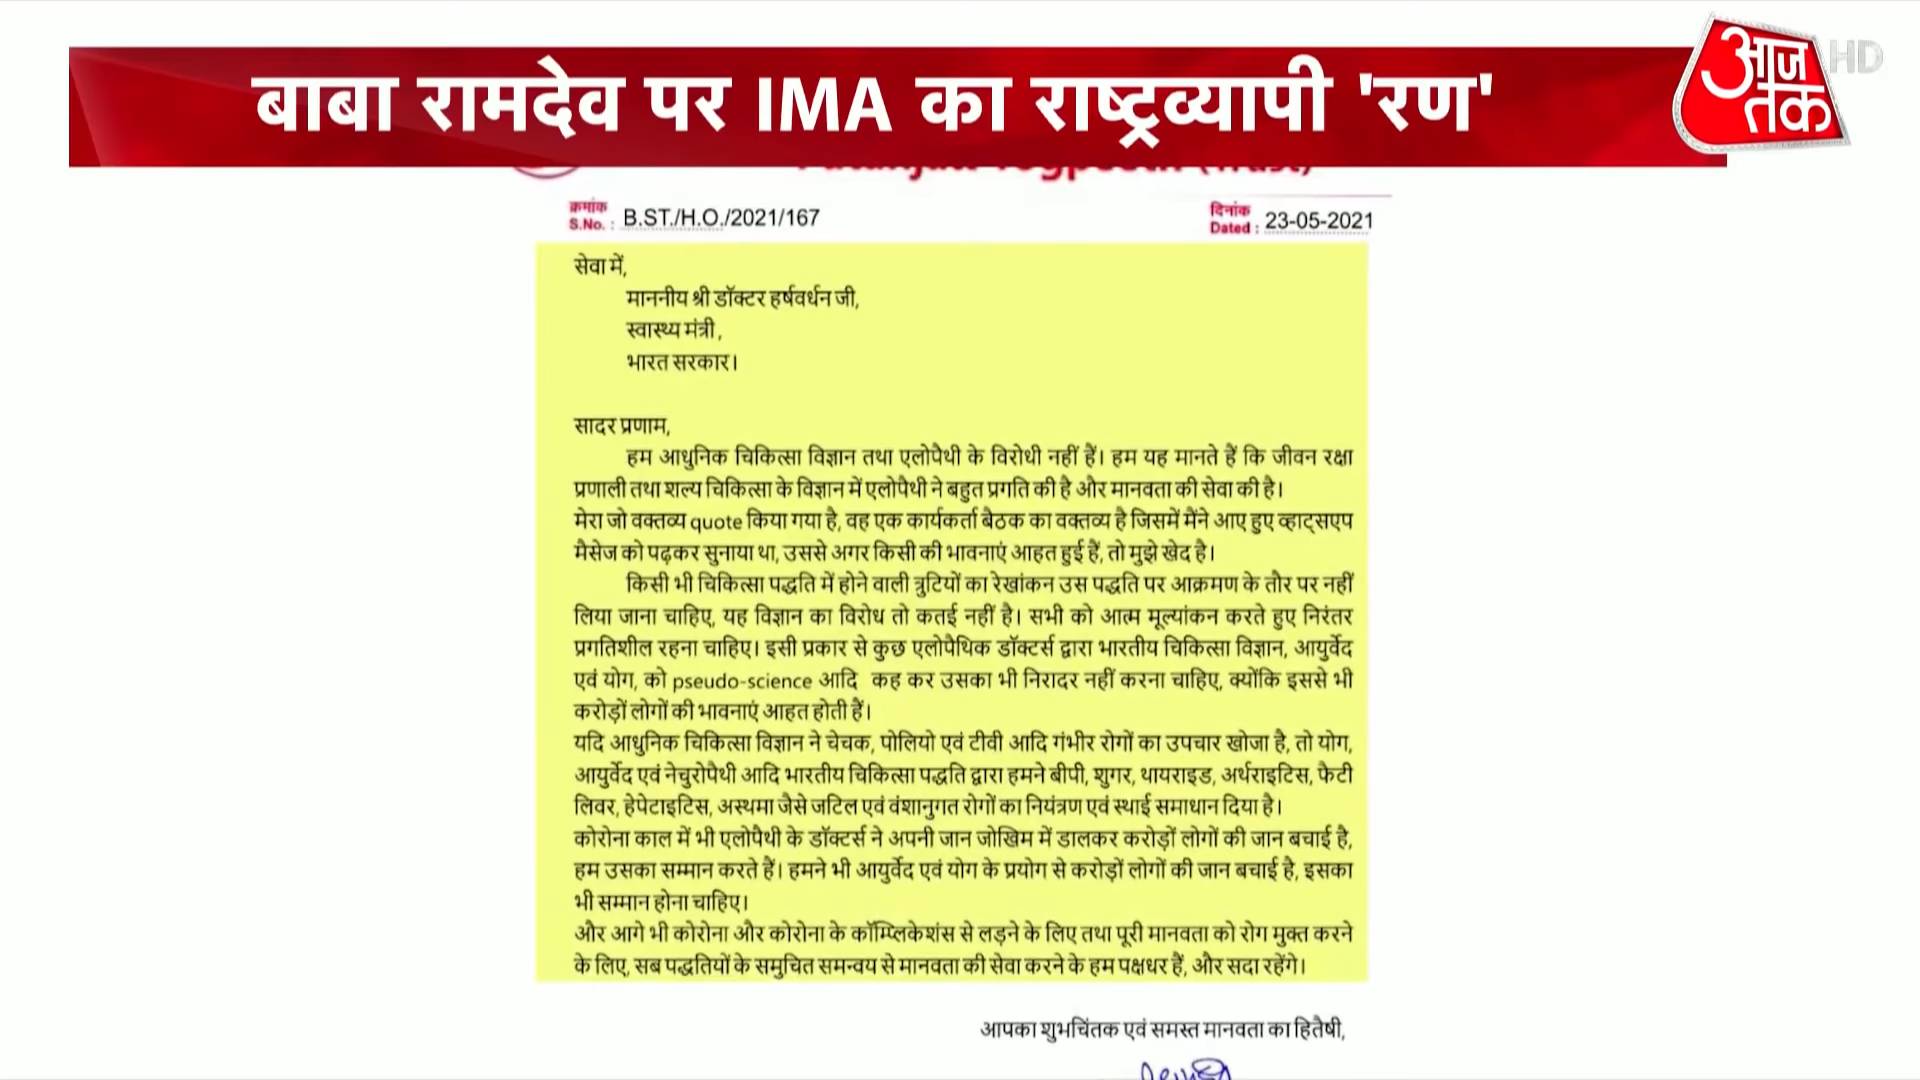 बाबा रामदेव पर IMA का राष्ट्रव्यापी 'रण'
आज तक HD
क्रमांक
S.No. : B.ST./H.O./2021/167
दिनांक
Dated : 23-05-2021
सेवा में,
माननीय श्री डॉक्टर हर्षवर्धन जी,
स्वास्थ्य मंत्री,
भारत सरकार।
सादर प्रणाम,
हम आधुनिक चिकित्सा विज्ञान तथा एलोपैथी के विरोधी नहीं हैं। हम यह मानते हैं कि जीवन रक्षा
प्रणाली तथा शल्य चिकित्सा के विज्ञान में एलोपैथी ने बहुत प्रगति की है और मानवता की सेवा की है।
मेरा जो वक्तव्य quote किया गया है, वह एक कार्यकर्ता बैठक का वक्तव्य है जिसमें मैंने आए हुए व्हाट्सएप
मैसेज को पढ़कर सुनाया था, उससे अगर किसी की भावनाएं आहत हुई हैं, तो मुझे खेद है।
किसी भी चिकित्सा पद्धति में होने वाली त्रुटियों का रेखांकन उस पद्धति पर आक्रमण के तौर पर नहीं
लिया जाना चाहिए, यह विज्ञान का विरोध तो कतई नहीं है। सभी को आत्म मूल्यांकन करते हुए निरंतर
प्रगतिशील रहना चाहिए। इसी प्रकार से कुछ एलोपैथिक डॉक्टर्स द्वारा भारतीय चिकित्सा विज्ञान, आयुर्वेद
एवं योग, को pseudo-science आदि कह कर उसका भी निरादर नहीं करना चाहिए, क्योंकि इससे भी
करोड़ों लोगों की भावनाएं आहत होती हैं।
यदि आधुनिक चिकित्सा विज्ञान ने चेचक, पोलियो एवं टीवी आदि गंभीर रोगों का उपचार खोजा है, तो योग,
आयुर्वेद एवं नेचुरोपैथी आदि भारतीय चिकित्सा पद्धति द्वारा हमने बीपी, शुगर, थायराइड, अर्थराइटिस, फैटी
लिवर, हेपेटाइटिस, अस्थमा जैसे जटिल एवं वंशानुगत रोगों का नियंत्रण एवं स्थाई समाधान दिया है।
कोरोना काल में भी एलोपैथी के डॉक्टर्स ने अपनी जान जोखिम में डालकर करोड़ों लोगों की जान बचाई है,
हम उसका सम्मान करते हैं। हमने भी आयुर्वेद एवं योग के प्रयोग से करोड़ों लोगों की जान बचाई है, इसका
भी सम्मान होना चाहिए।
और आगे भी कोरोना और कोरोना के कॉम्प्लिकेशंस से लड़ने के लिए तथा पूरी मानवता को रोग मुक्त करने
के लिए, सब पद्धतियों के समुचित समन्वय से मानवता की सेवा करने के हम पक्षधर हैं, और सदा रहेंगे।
आपका शुभचिंतक एवं समस्त मानवता का हितैषी,